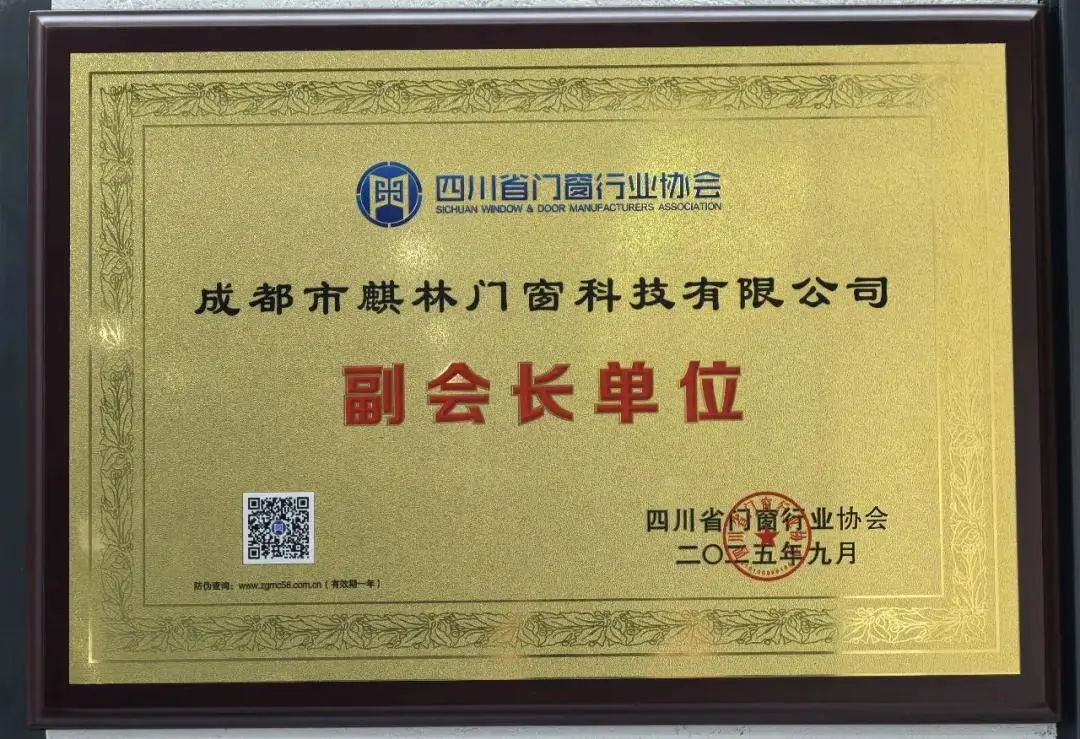 四川省门窗行业协会
SICHUAN WINDOW & DOOR MANUFACTURERS ASSOCIATION
成都市麒林门窗科技有限公司
副会长单位
四川省门窗行业协会
二〇二五年九月
防伪查询：www.zgmc58.com.cn（有效期一年）